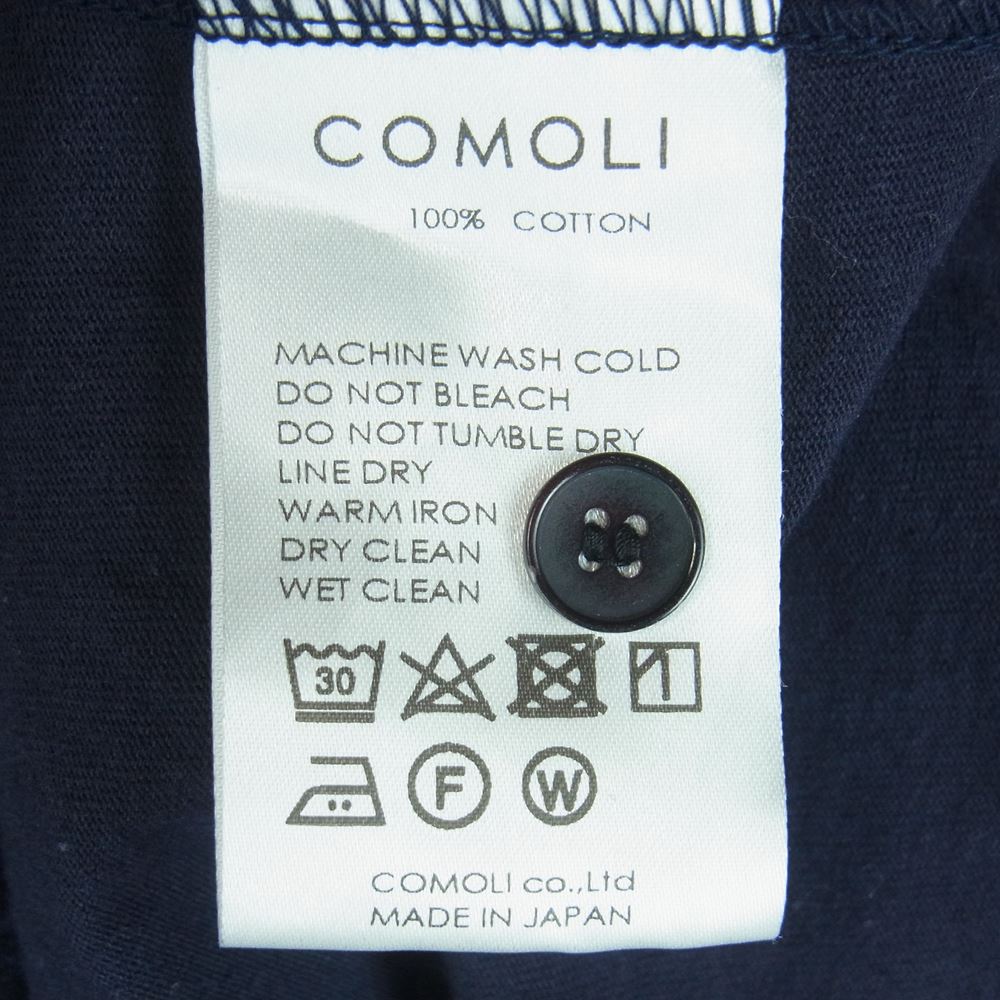 COMOLI
100% COTTON
MACHINE WASH COLD
DO NOT BLEACH
DO NOT TUMBLE DRY
LINE DRY
WARM IRON
DRY CLEAN
WET CLEAN
30
F W
COMOLI co.,Ltd
MADE IN JAPAN